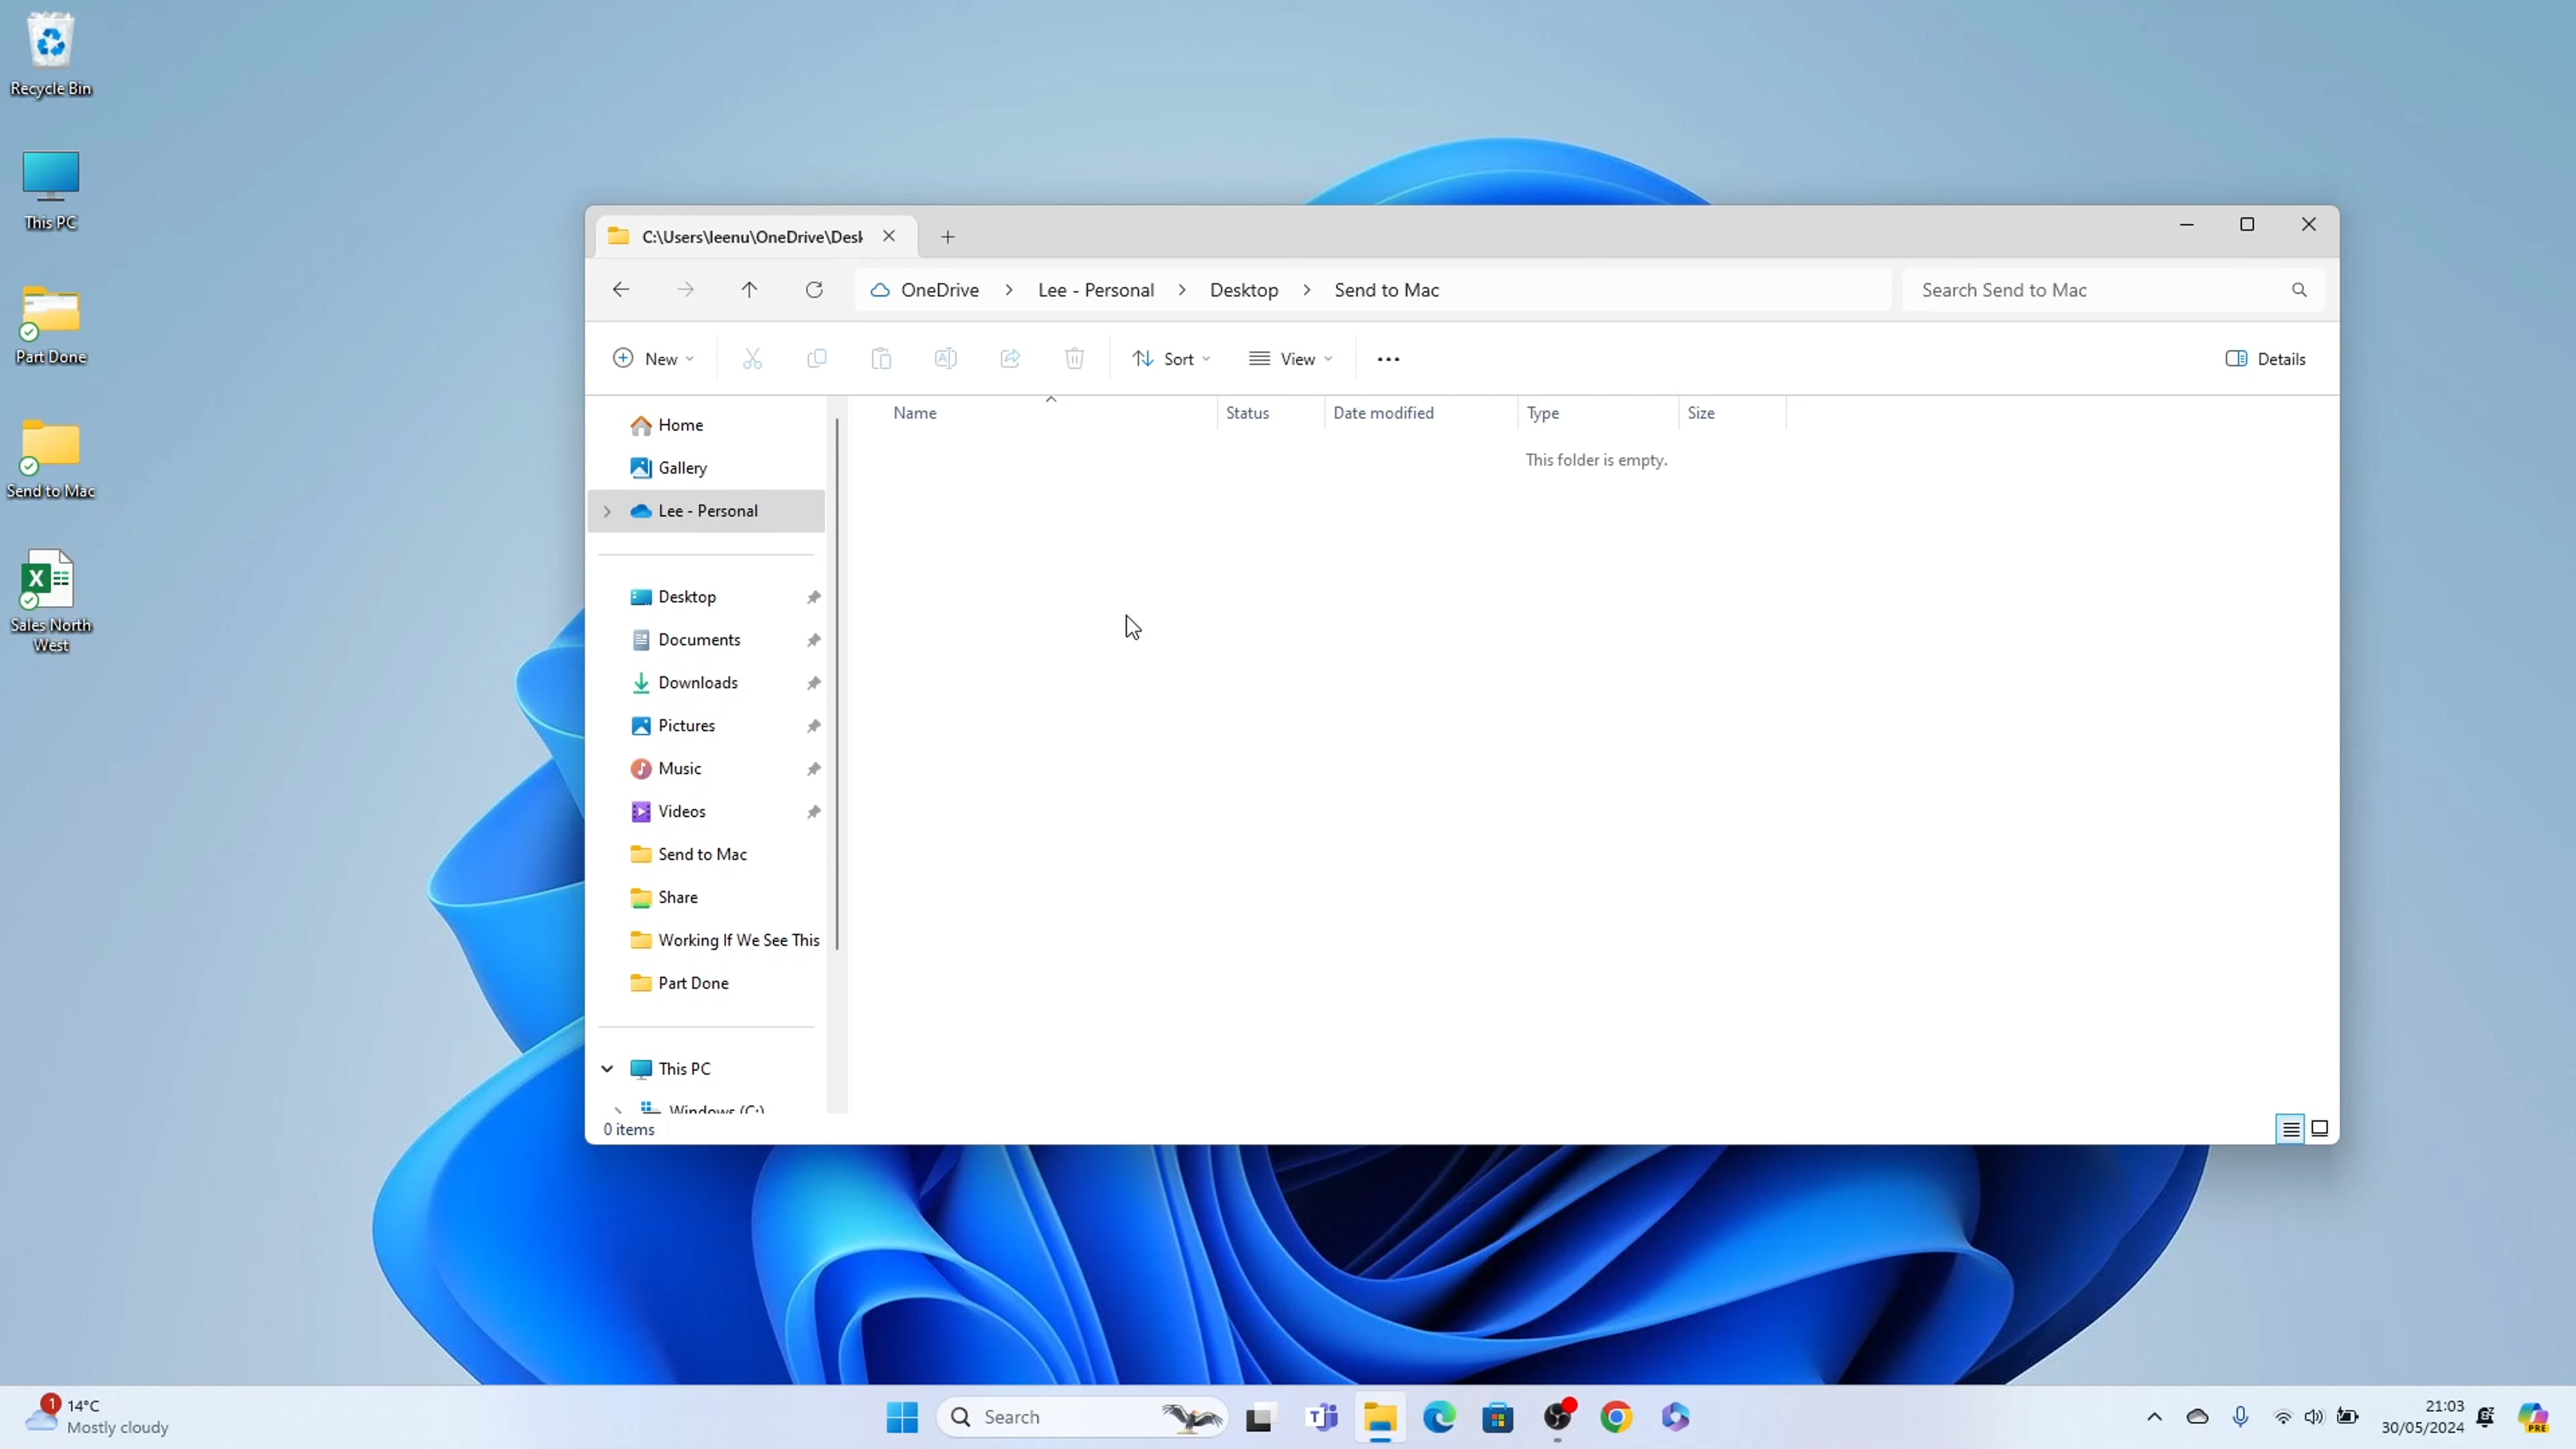 Recycle Bin
This PC
Part Done
Send to Mac
Sales North
West
C:\Users\leenu\OneDrive\Desk
OneDrive > Lee - Personal > Desktop > Send to Mac
Search Send to Mac
New
Sort
View
Details
Name
Status
Date modified
Type
Size
This folder is empty.
Home
Gallery
Lee - Personal
Desktop
Documents
Downloads
Pictures
Music
Videos
Send to Mac
Share
Working If We See This
Part Done
This PC
Windows (C:)
0 items
1
14°C
Mostly cloudy
Search
21:03
30/05/2024
PRE